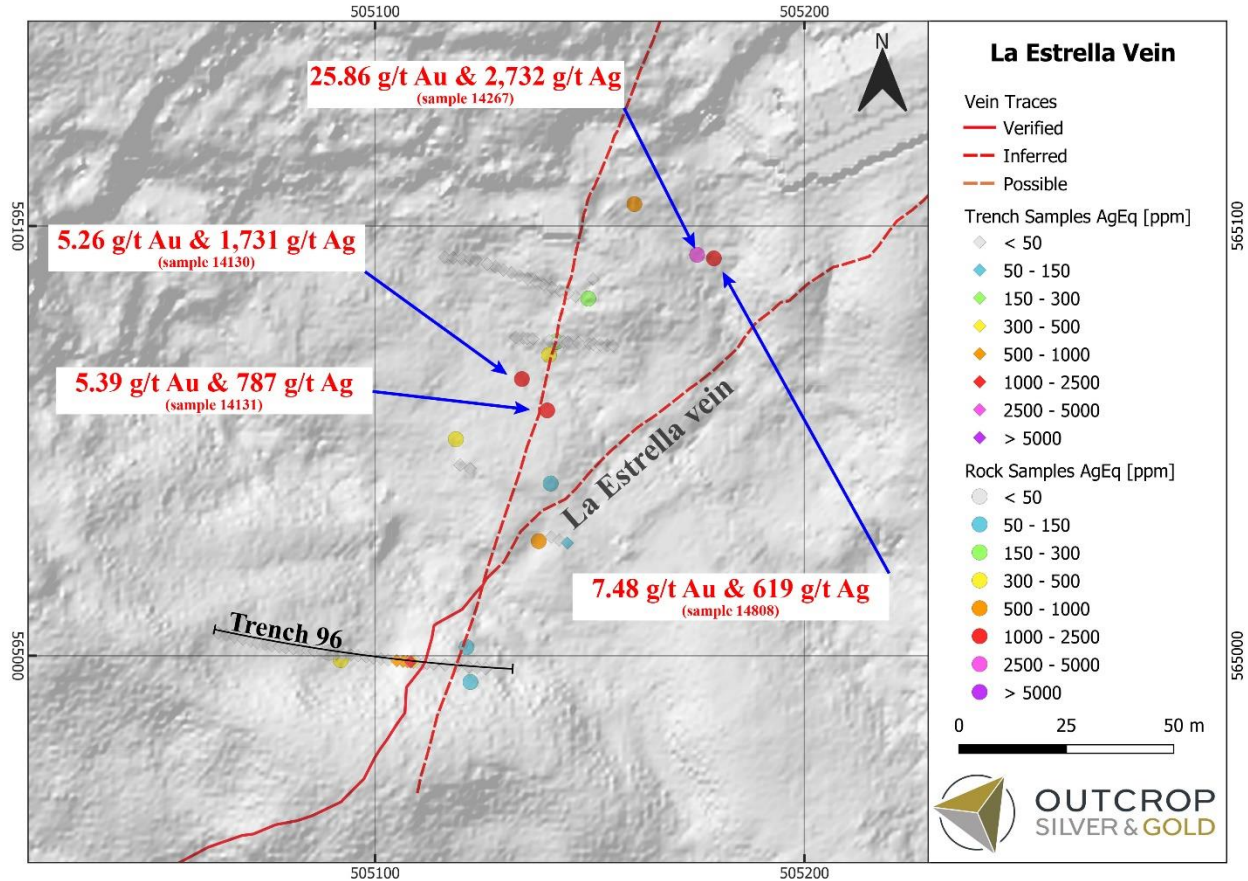 505100
505200
N
25.86 g/t Au & 2,732 g/t Ag
(sample 14267)
565100
565100
5.26 g/t Au & 1,731 g/t Ag
(sample 14130)
5.39 g/t Au & 787 g/t Ag
(sample 14131)
La Estrella vein
7.48 g/t Au & 619 g/t Ag
(sample 14808)
Trench 96
565000
565000
505100
505200
La Estrella Vein
Vein Traces
Verified
Inferred
Possible
Trench Samples AgEq [ppm]
< 50
50 - 150
150 - 300
300 - 500
500 - 1000
1000 - 2500
2500 - 5000
> 5000
Rock Samples AgEq [ppm]
< 50
50 - 150
150 - 300
300 - 500
500 - 1000
1000 - 2500
2500 - 5000
> 5000
0 25 50 m
OUTCROP
SILVER & GOLD